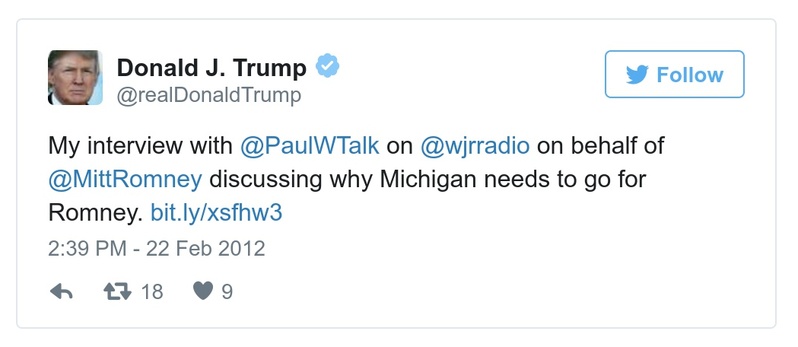 Donald J. Trump
@realDonaldTrump
Follow
My interview with @PaulWTalk on @wjrradio on behalf of
@MittRomney discussing why Michigan needs to go for
Romney. bit.ly/xsfhw3
2:39 PM - 22 Feb 2012
18 9